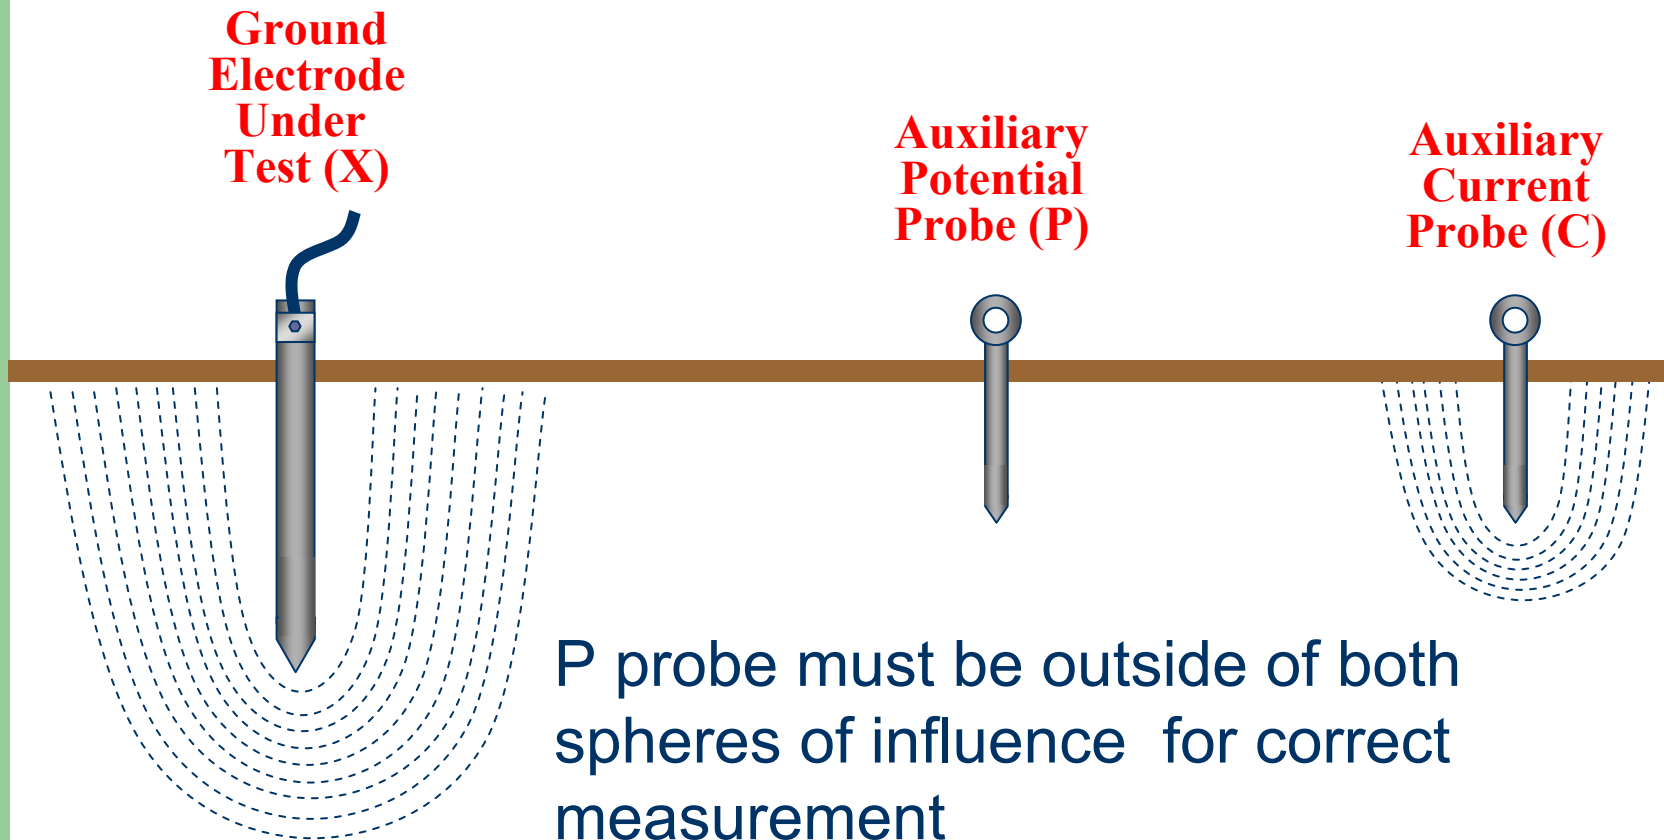 Ground
Electrode
Under
Test (X)
Auxiliary
Potential
Probe (P)
Auxiliary
Current
Probe (C)
P probe must be outside of both
spheres of influence  for correct
measurement